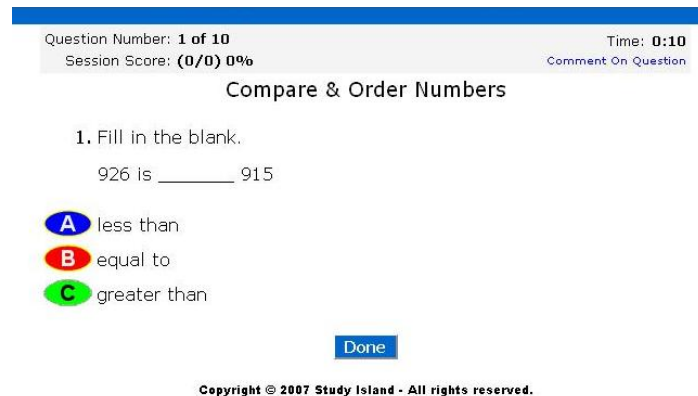 Question Number: 1 of 10
Time: 0:10
Session Score: (0/0) 0%
Comment On Question
Compare & Order Numbers
1. Fill in the blank.
926 is _______ 915
A less than
B equal to
C greater than
Done
Copyright © 2007 Study Island - All rights reserved.